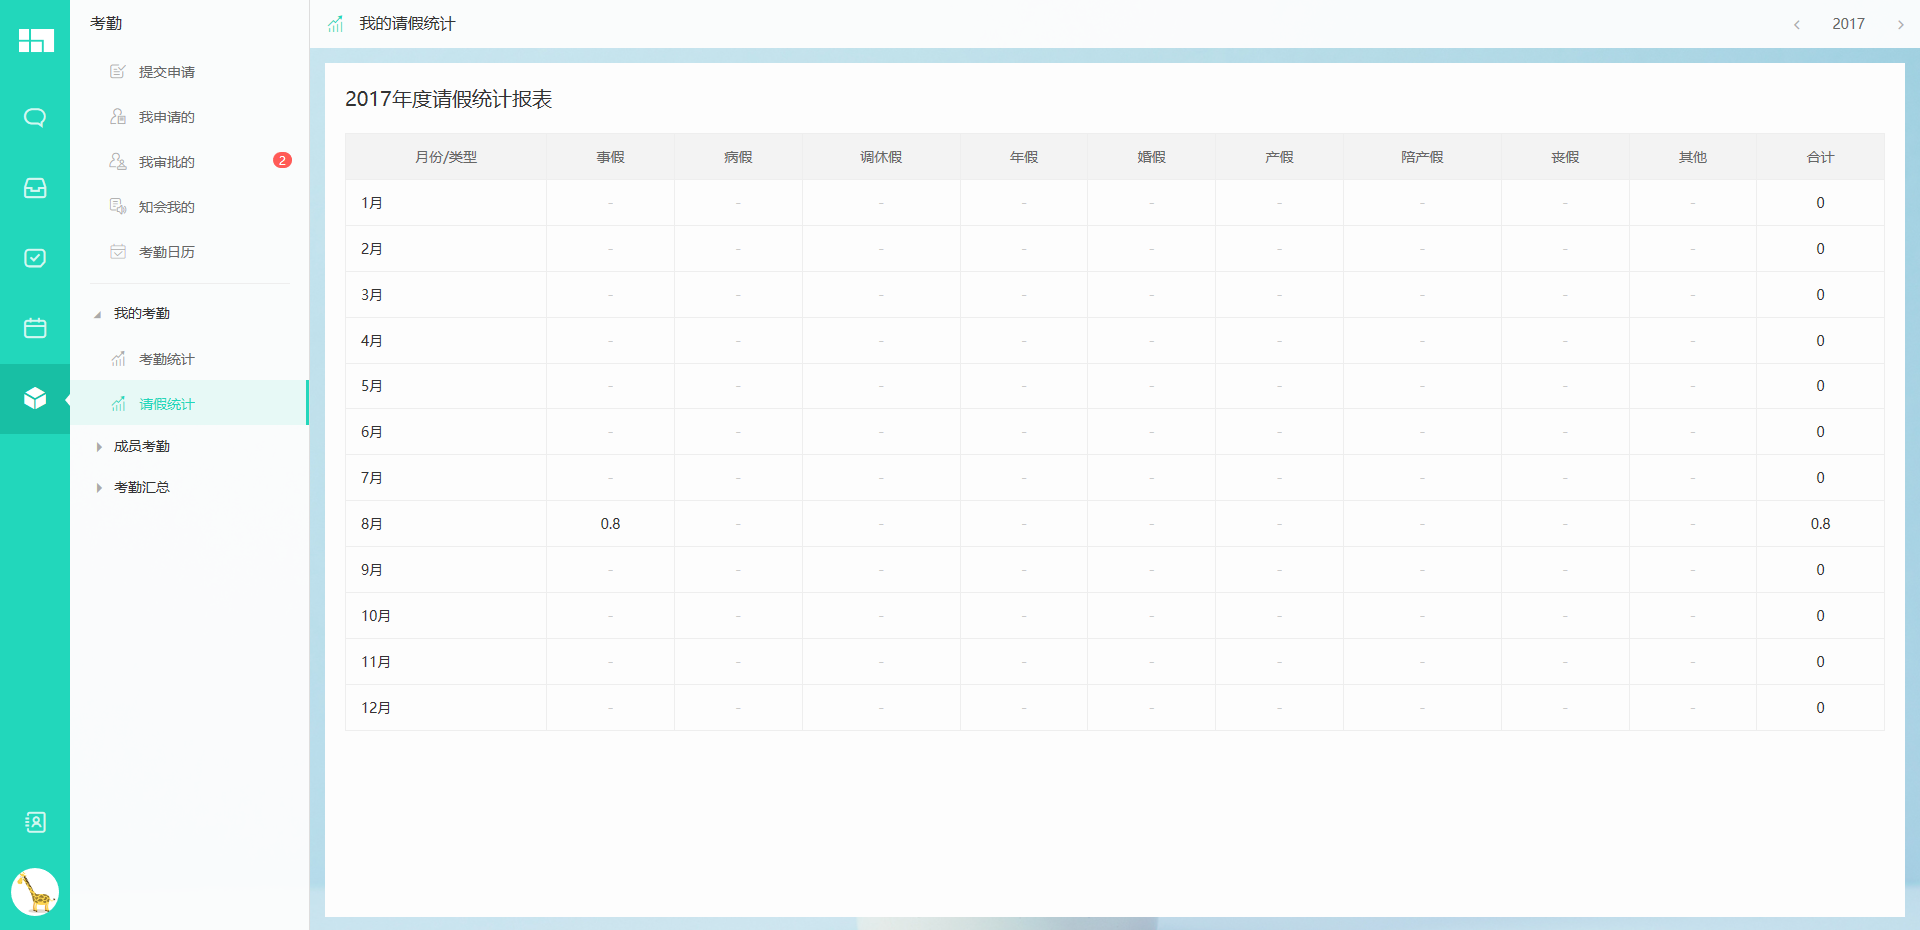 考勤
提交申请
我申请的
我审批的 2
知会我的
考勤日历
我的考勤
考勤统计
请假统计
成员考勤
考勤汇总
我的请假统计 2017
2017年度请假统计报表
月份/类型 事假 病假 调休假 年假 婚假 产假 陪产假 丧假 其他 合计
1月 - - - - - - - - - 0
2月 - - - - - - - - - 0
3月 - - - - - - - - - 0
4月 - - - - - - - - - 0
5月 - - - - - - - - - 0
6月 - - - - - - - - - 0
7月 - - - - - - - - - 0
8月 0.8 - - - - - - - - 0.8
9月 - - - - - - - - - 0
10月 - - - - - - - - - 0
11月 - - - - - - - - - 0
12月 - - - - - - - - - 0